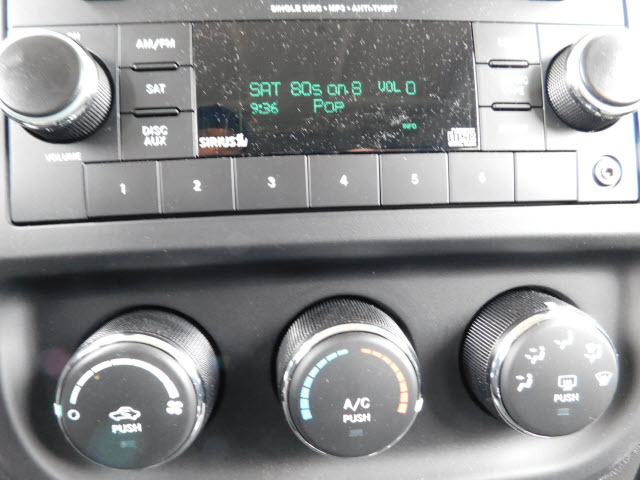 SINGLE DISC • MP3 • ANTI-THEFT
AM/FM
SAT
DISC AUX
VOLUME
SAT 80s on 8 VOL 0
9:36 Pop
INFO
SIRIUS
1 2 3 4 5 6
PUSH
A/C
PUSH
PUSH